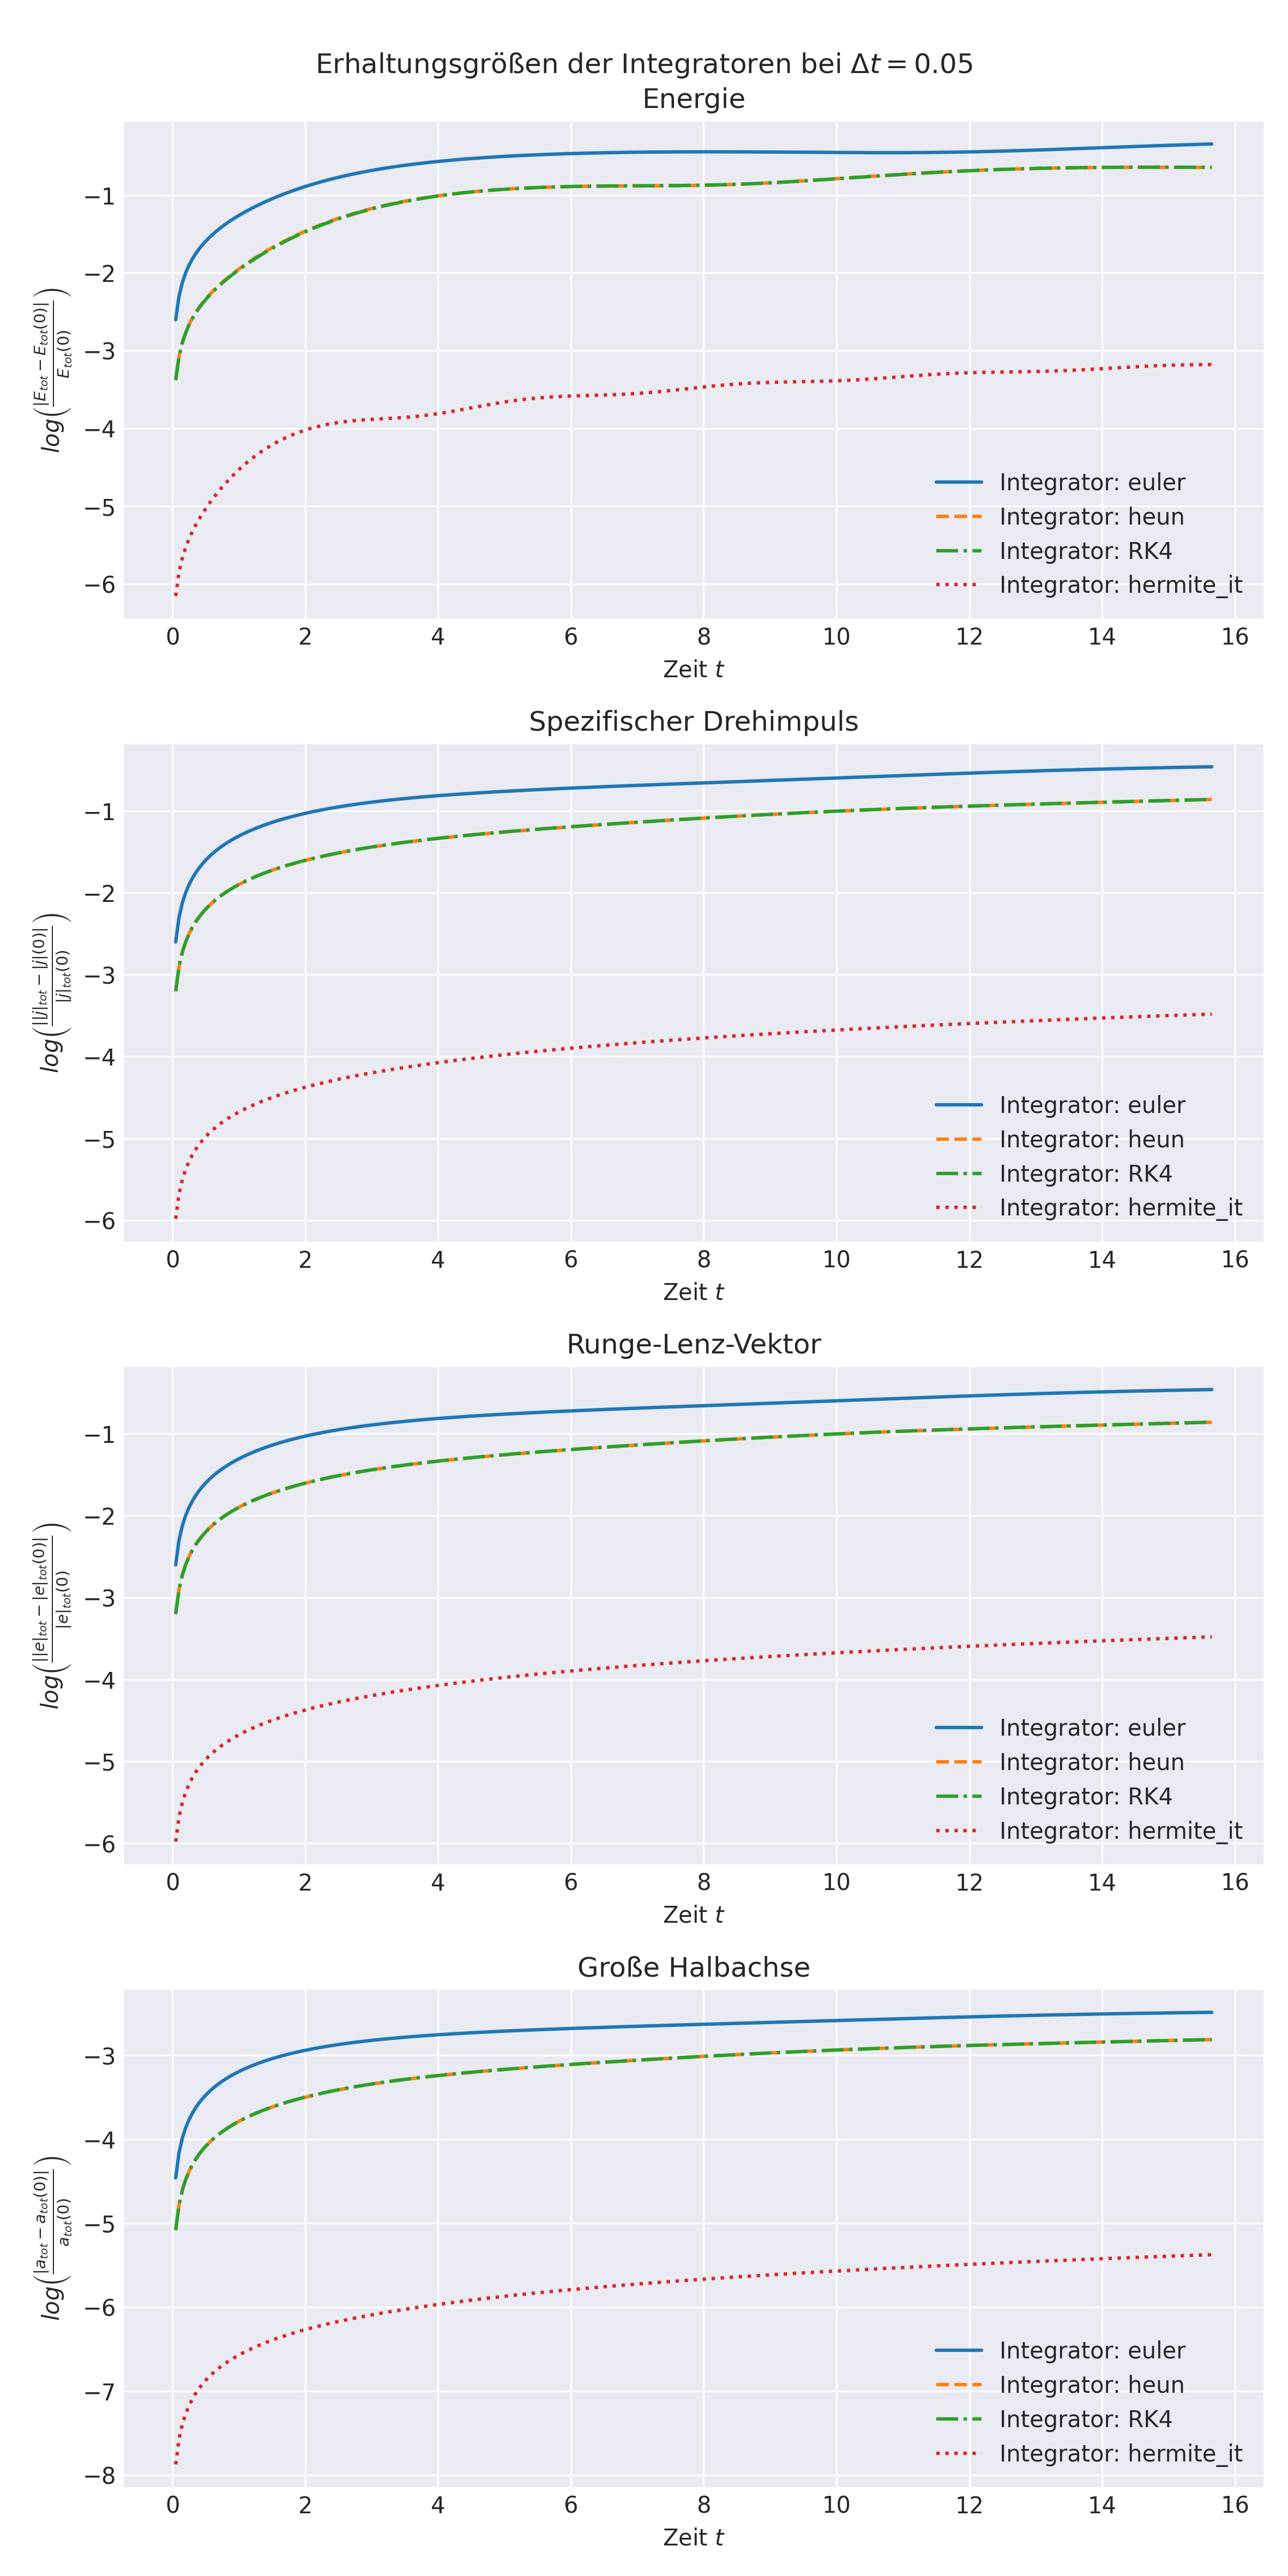 Erhaltungsgrößen der Integratoren bei Δt = 0.05
Energie
log(|E_tot − E_tot(0)| / E_tot(0))
−1
−2
−3
−4
−5
−6
Integrator: euler
Integrator: heun
Integrator: RK4
Integrator: hermite_it
0 2 4 6 8 10 12 14 16
Zeit t
Spezifischer Drehimpuls
log(||j|_tot − |j|(0)| / |j|_tot(0))
−1
−2
−3
−4
−5
−6
Integrator: euler
Integrator: heun
Integrator: RK4
Integrator: hermite_it
0 2 4 6 8 10 12 14 16
Zeit t
Runge-Lenz-Vektor
log(||e|_tot − |e|_tot(0)| / |e|_tot(0))
−1
−2
−3
−4
−5
−6
Integrator: euler
Integrator: heun
Integrator: RK4
Integrator: hermite_it
0 2 4 6 8 10 12 14 16
Zeit t
Große Halbachse
log(|a_tot − a_tot(0)| / a_tot(0))
−3
−4
−5
−6
−7
−8
Integrator: euler
Integrator: heun
Integrator: RK4
Integrator: hermite_it
0 2 4 6 8 10 12 14 16
Zeit t